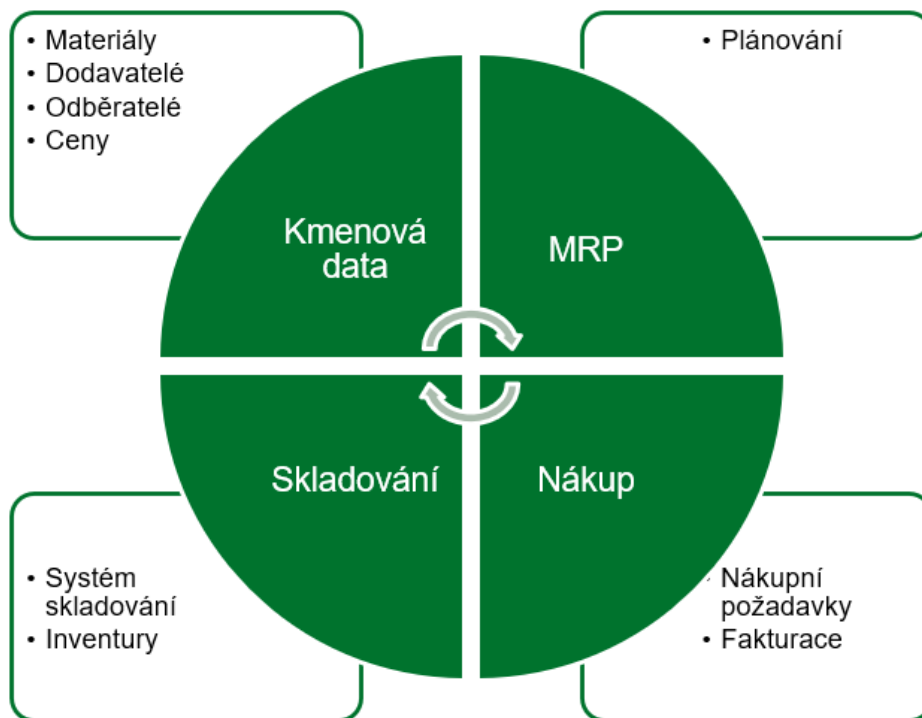 • Materiály
• Dodavatelé
• Odběratelé
• Ceny
• Plánování
Kmenová
data
MRP
Skladování
Nákup
• Systém
skladování
• Inventury
• Nákupní
požadavky
• Fakturace